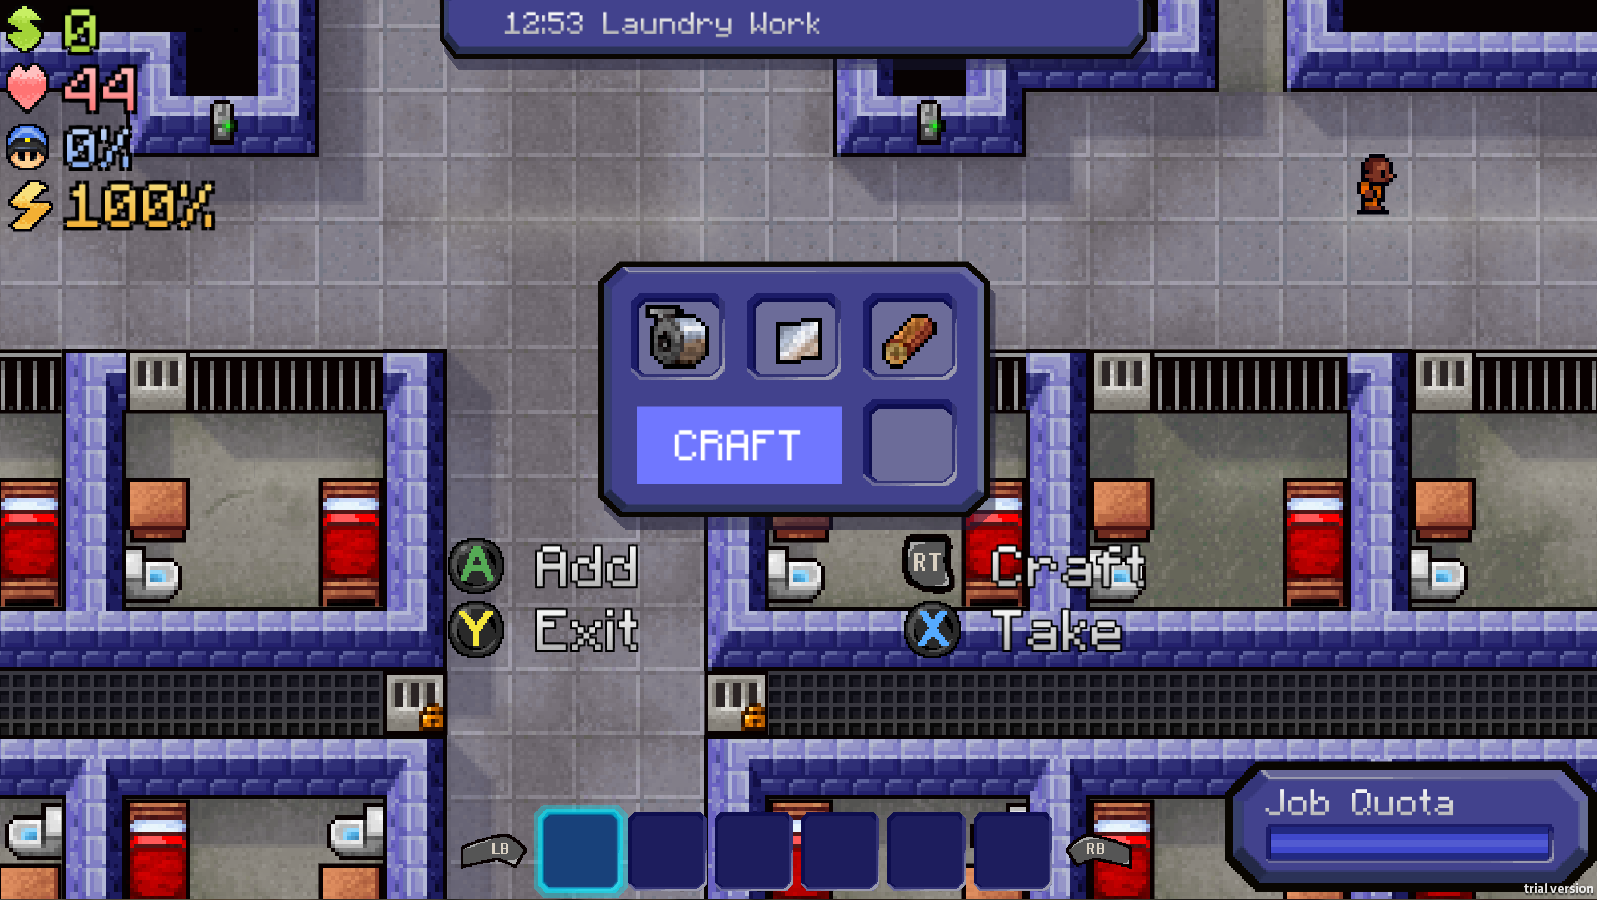 12:53 Laundry Work
0
44
0%
100%
CRAFT
A Add
RT Craft
Y Exit
X Take
Job Quota
LB
RB
trial version